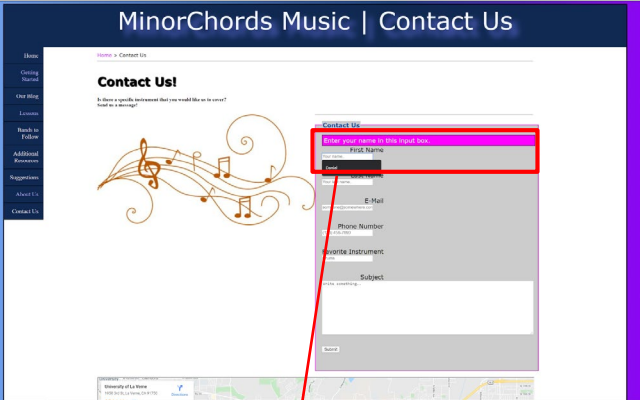 MinorChords Music | Contact Us
Home
Getting
Started
Our Blog
Lessons
Bands to
Follow
Additional
Resources
Suggestions
About Us
Contact Us
Home > Contact Us
Contact Us!
Is there a specific instrument that you would like us to cover?
Send us a message!
Contact Us
Enter your name in this input box.
First Name
Your name..
Daniel
Last Name
E-Mail
Phone Number
Favorite Instrument
Subject
Write something..
Submit
University of La Verne
Directions